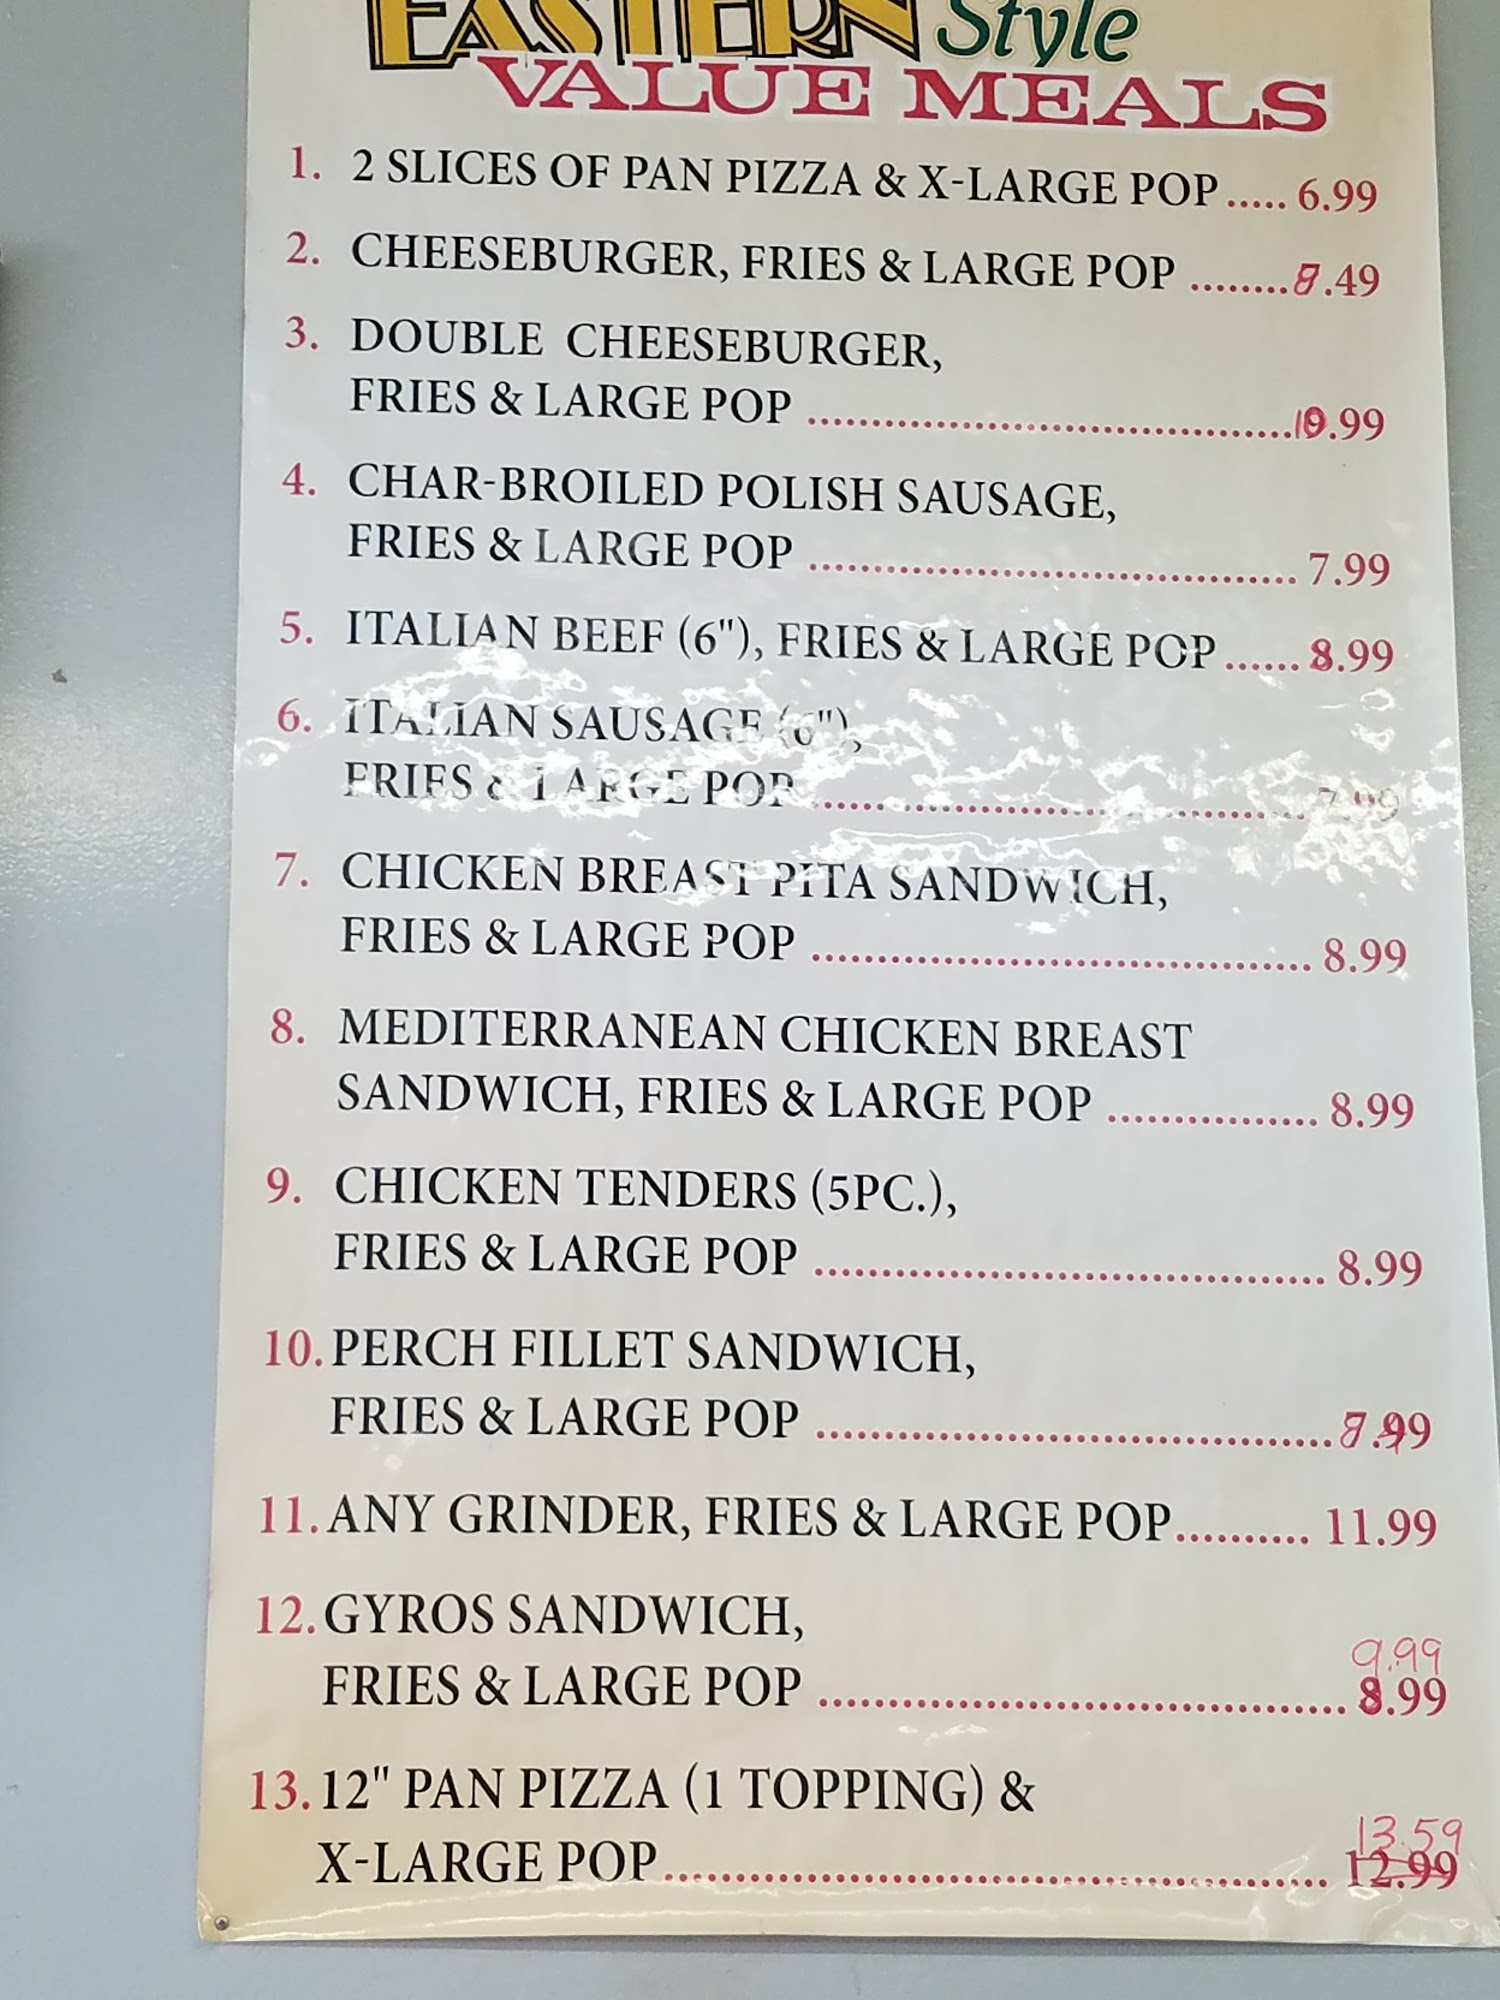 EASTERN Style
VALUE MEALS
1. 2 SLICES OF PAN PIZZA & X-LARGE POP..... 6.99
2. CHEESEBURGER, FRIES & LARGE POP ........8.49
3. DOUBLE CHEESEBURGER,
FRIES & LARGE POP .....................................10.99
4. CHAR-BROILED POLISH SAUSAGE,
FRIES & LARGE POP ..................................... 7.99
5. ITALIAN BEEF (6"), FRIES & LARGE POP...... 8.99
6. ITALIAN SAUSAGE (6"),
FRIES & LARGE POP ..................................... 7.99
7. CHICKEN BREAST PITA SANDWICH,
FRIES & LARGE POP ..................................... 8.99
8. MEDITERRANEAN CHICKEN BREAST
SANDWICH, FRIES & LARGE POP ................ 8.99
9. CHICKEN TENDERS (5PC.),
FRIES & LARGE POP ..................................... 8.99
10. PERCH FILLET SANDWICH,
FRIES & LARGE POP .....................................
11. ANY GRINDER, FRIES & LARGE POP.......... 11.99
12. GYROS SANDWICH,
9.99
FRIES & LARGE POP ..................................... 8.99
13. 12" PAN PIZZA (1 TOPPING) &
13.59
X-LARGE POP................................................. 12.99